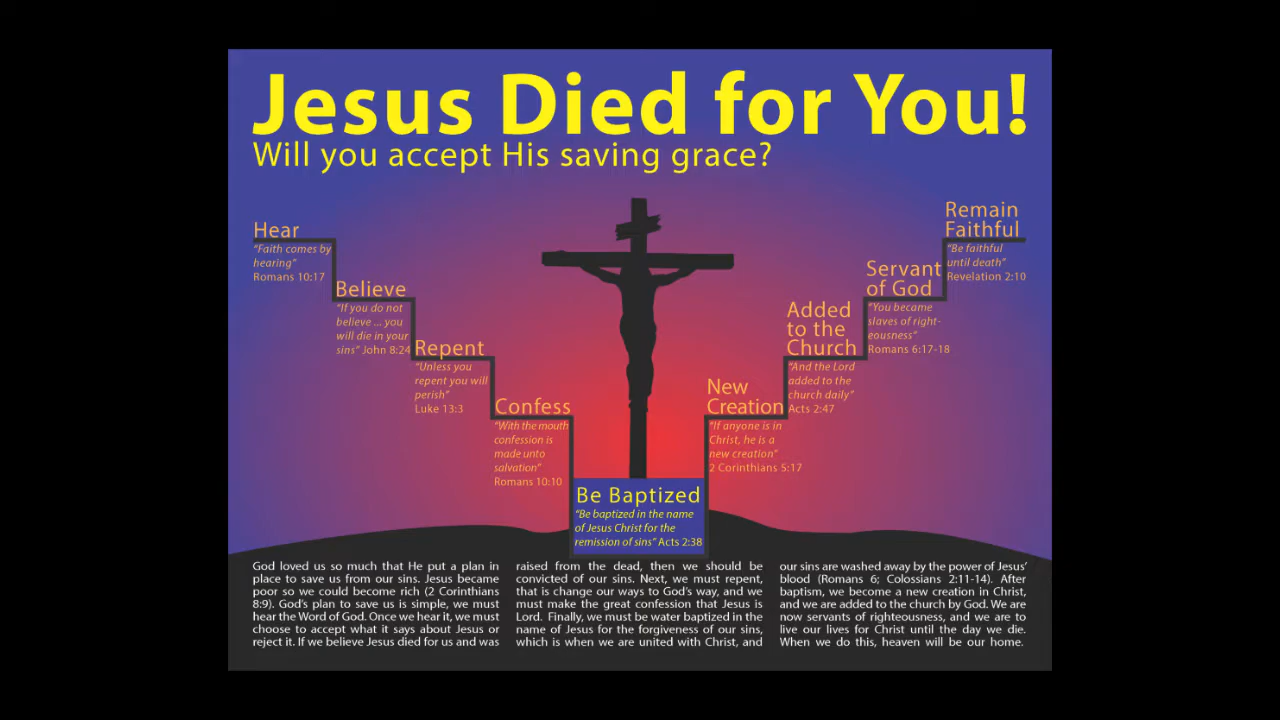 Jesus Died for You!
Will you accept His saving grace?
Hear
"Faith comes by
hearing"
Romans 10:17
Believe
"If you do not
believe ... you
will die in your
sins" John 8:24
Repent
"Unless you
repent you will
perish"
Luke 13:3
Confess
"With the mouth
confession is
made unto
salvation"
Romans 10:10
Be Baptized
"Be baptized in the name
of Jesus Christ for the
remission of sins" Acts 2:38
New
Creation
"If anyone is in
Christ, he is a
new creation"
2 Corinthians 5:17
Added
to the
Church
"And the Lord
added to the
church daily"
Acts 2:47
Servant
of God
"You became
slaves of right-
eousness"
Romans 6:17-18
Remain
Faithful
"Be faithful
until death"
Revelation 2:10
God loved us so much that He put a plan in
place to save us from our sins. Jesus became
poor so we could become rich (2 Corinthians
8:9). God's plan to save us is simple, we must
hear the Word of God. Once we hear it, we must
choose to accept what it says about Jesus or
reject it. If we believe Jesus died for us and was
raised from the dead, then we should be
convicted of our sins. Next, we must repent,
that is change our ways to God's way, and we
must make the great confession that Jesus is
Lord. Finally, we must be water baptized in the
name of Jesus for the forgiveness of our sins,
which is when we are united with Christ, and
our sins are washed away by the power of Jesus'
blood (Romans 6; Colossians 2:11-14). After
baptism, we become a new creation in Christ,
and we are added to the church by God. We are
now servants of righteousness, and we are to
live our lives for Christ until the day we die.
When we do this, heaven will be our home.